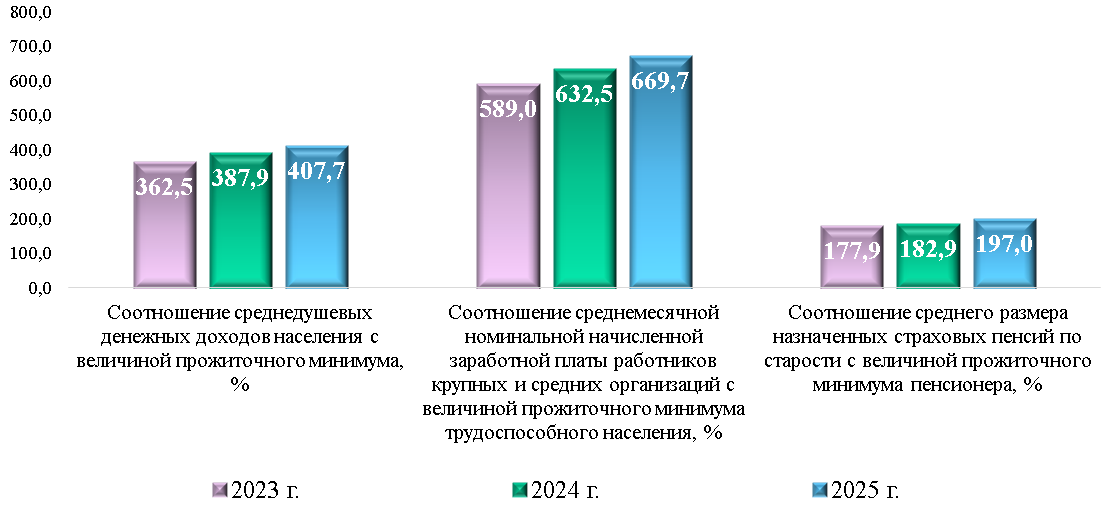 800,0
700,0
600,0
500,0
400,0
300,0
200,0
100,0
0,0
362,5
387,9
407,7
589,0
632,5
669,7
177,9
182,9
197,0
Соотношение среднедушевых
денежных доходов населения с
величиной прожиточного минимума,
%
Соотношение среднемесячной
номинальной начисленной
заработной платы работников
крупных и средних организаций с
величиной прожиточного минимума
трудоспособного населения, %
Соотношение среднего размера
назначенных страховых пенсий по
старости с величиной прожиточного
минимума пенсионера, %
2023 г.
2024 г.
2025 г.